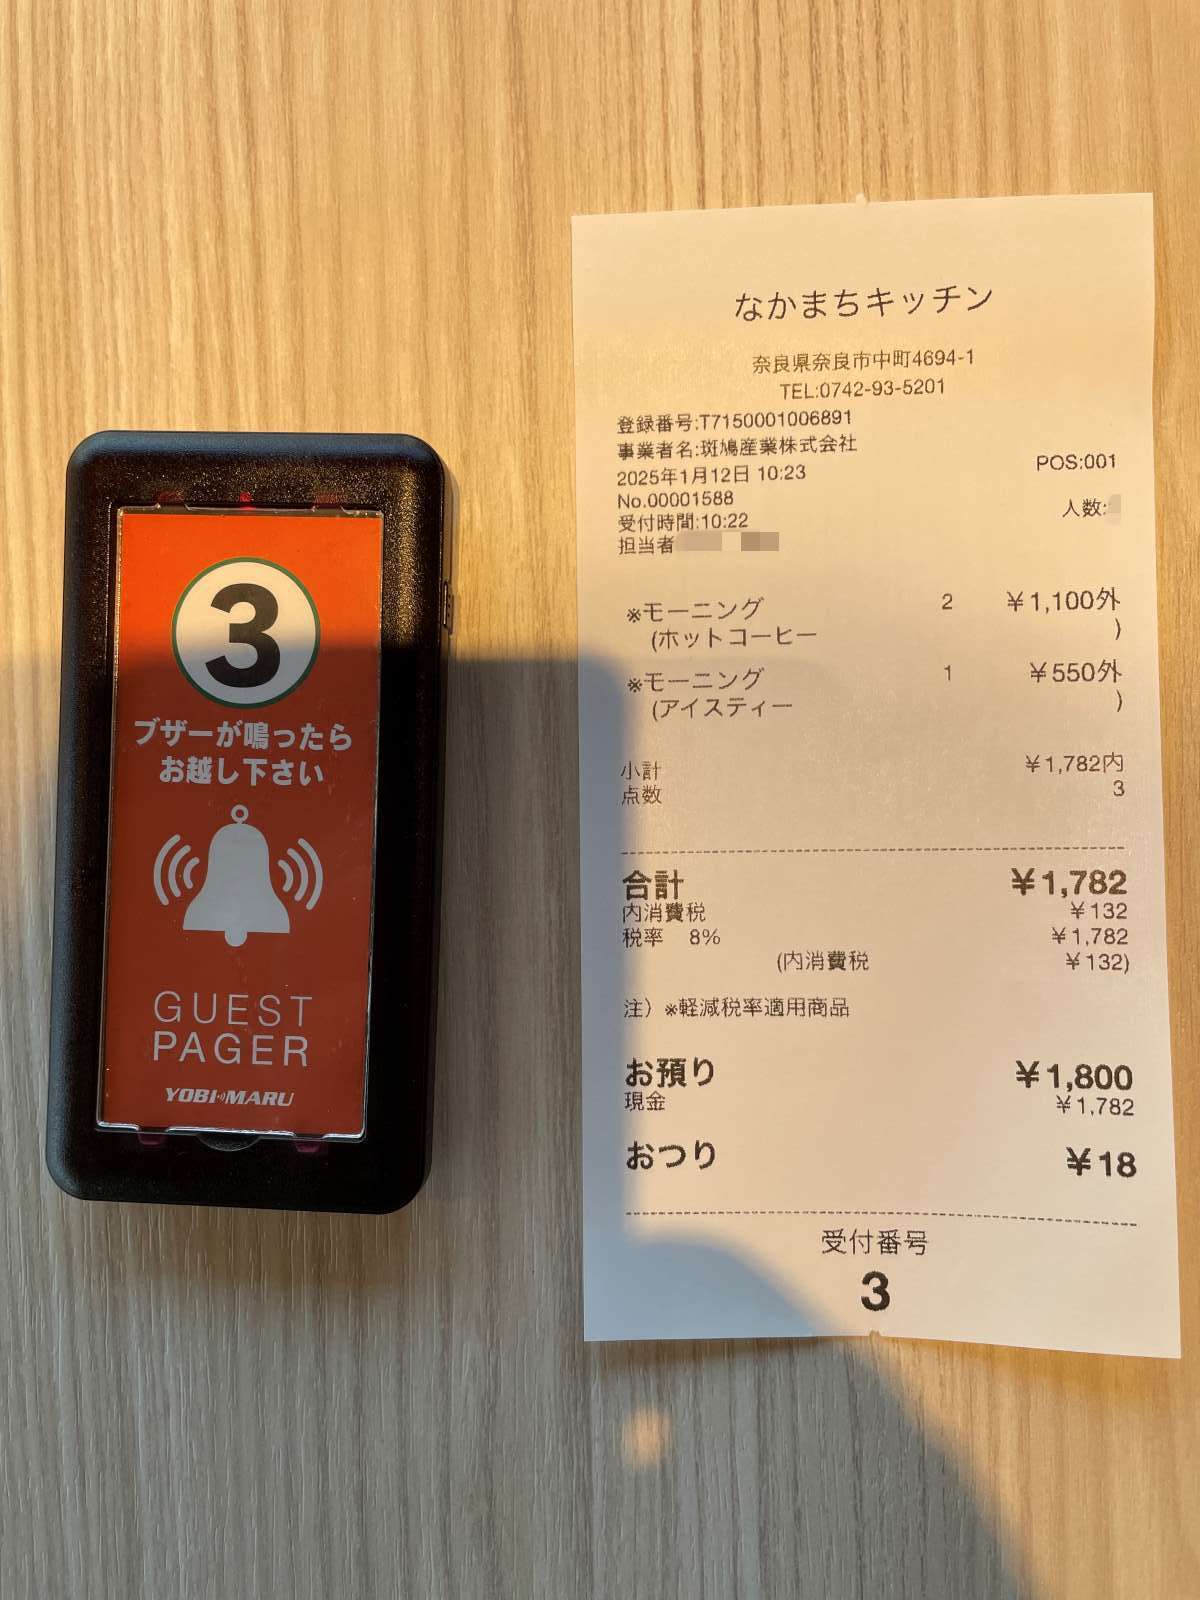 3
ブザーが鳴ったら
お越し下さい
GUEST
PAGER
YOBI MARU
なかまちキッチン
奈良県奈良市中町4694-1
TEL:0742-93-5201
登録番号:T7150001006891
事業者名:斑鳩産業株式会社
2025年1月12日 10:23 POS:001
No.00001588
受付時間:10:22 人数:
担当者
※モーニング 2 ￥1,100外
(ホットコーヒー )
※モーニング 1 ￥550外
(アイスティー )
小計 ￥1,782内
点数 3
合計 ￥1,782
内消費税 ￥132
税率 8% ￥1,782
(内消費税 ￥132)
注）※軽減税率適用商品
お預り ￥1,800
現金 ￥1,782
おつり ￥18
受付番号
3